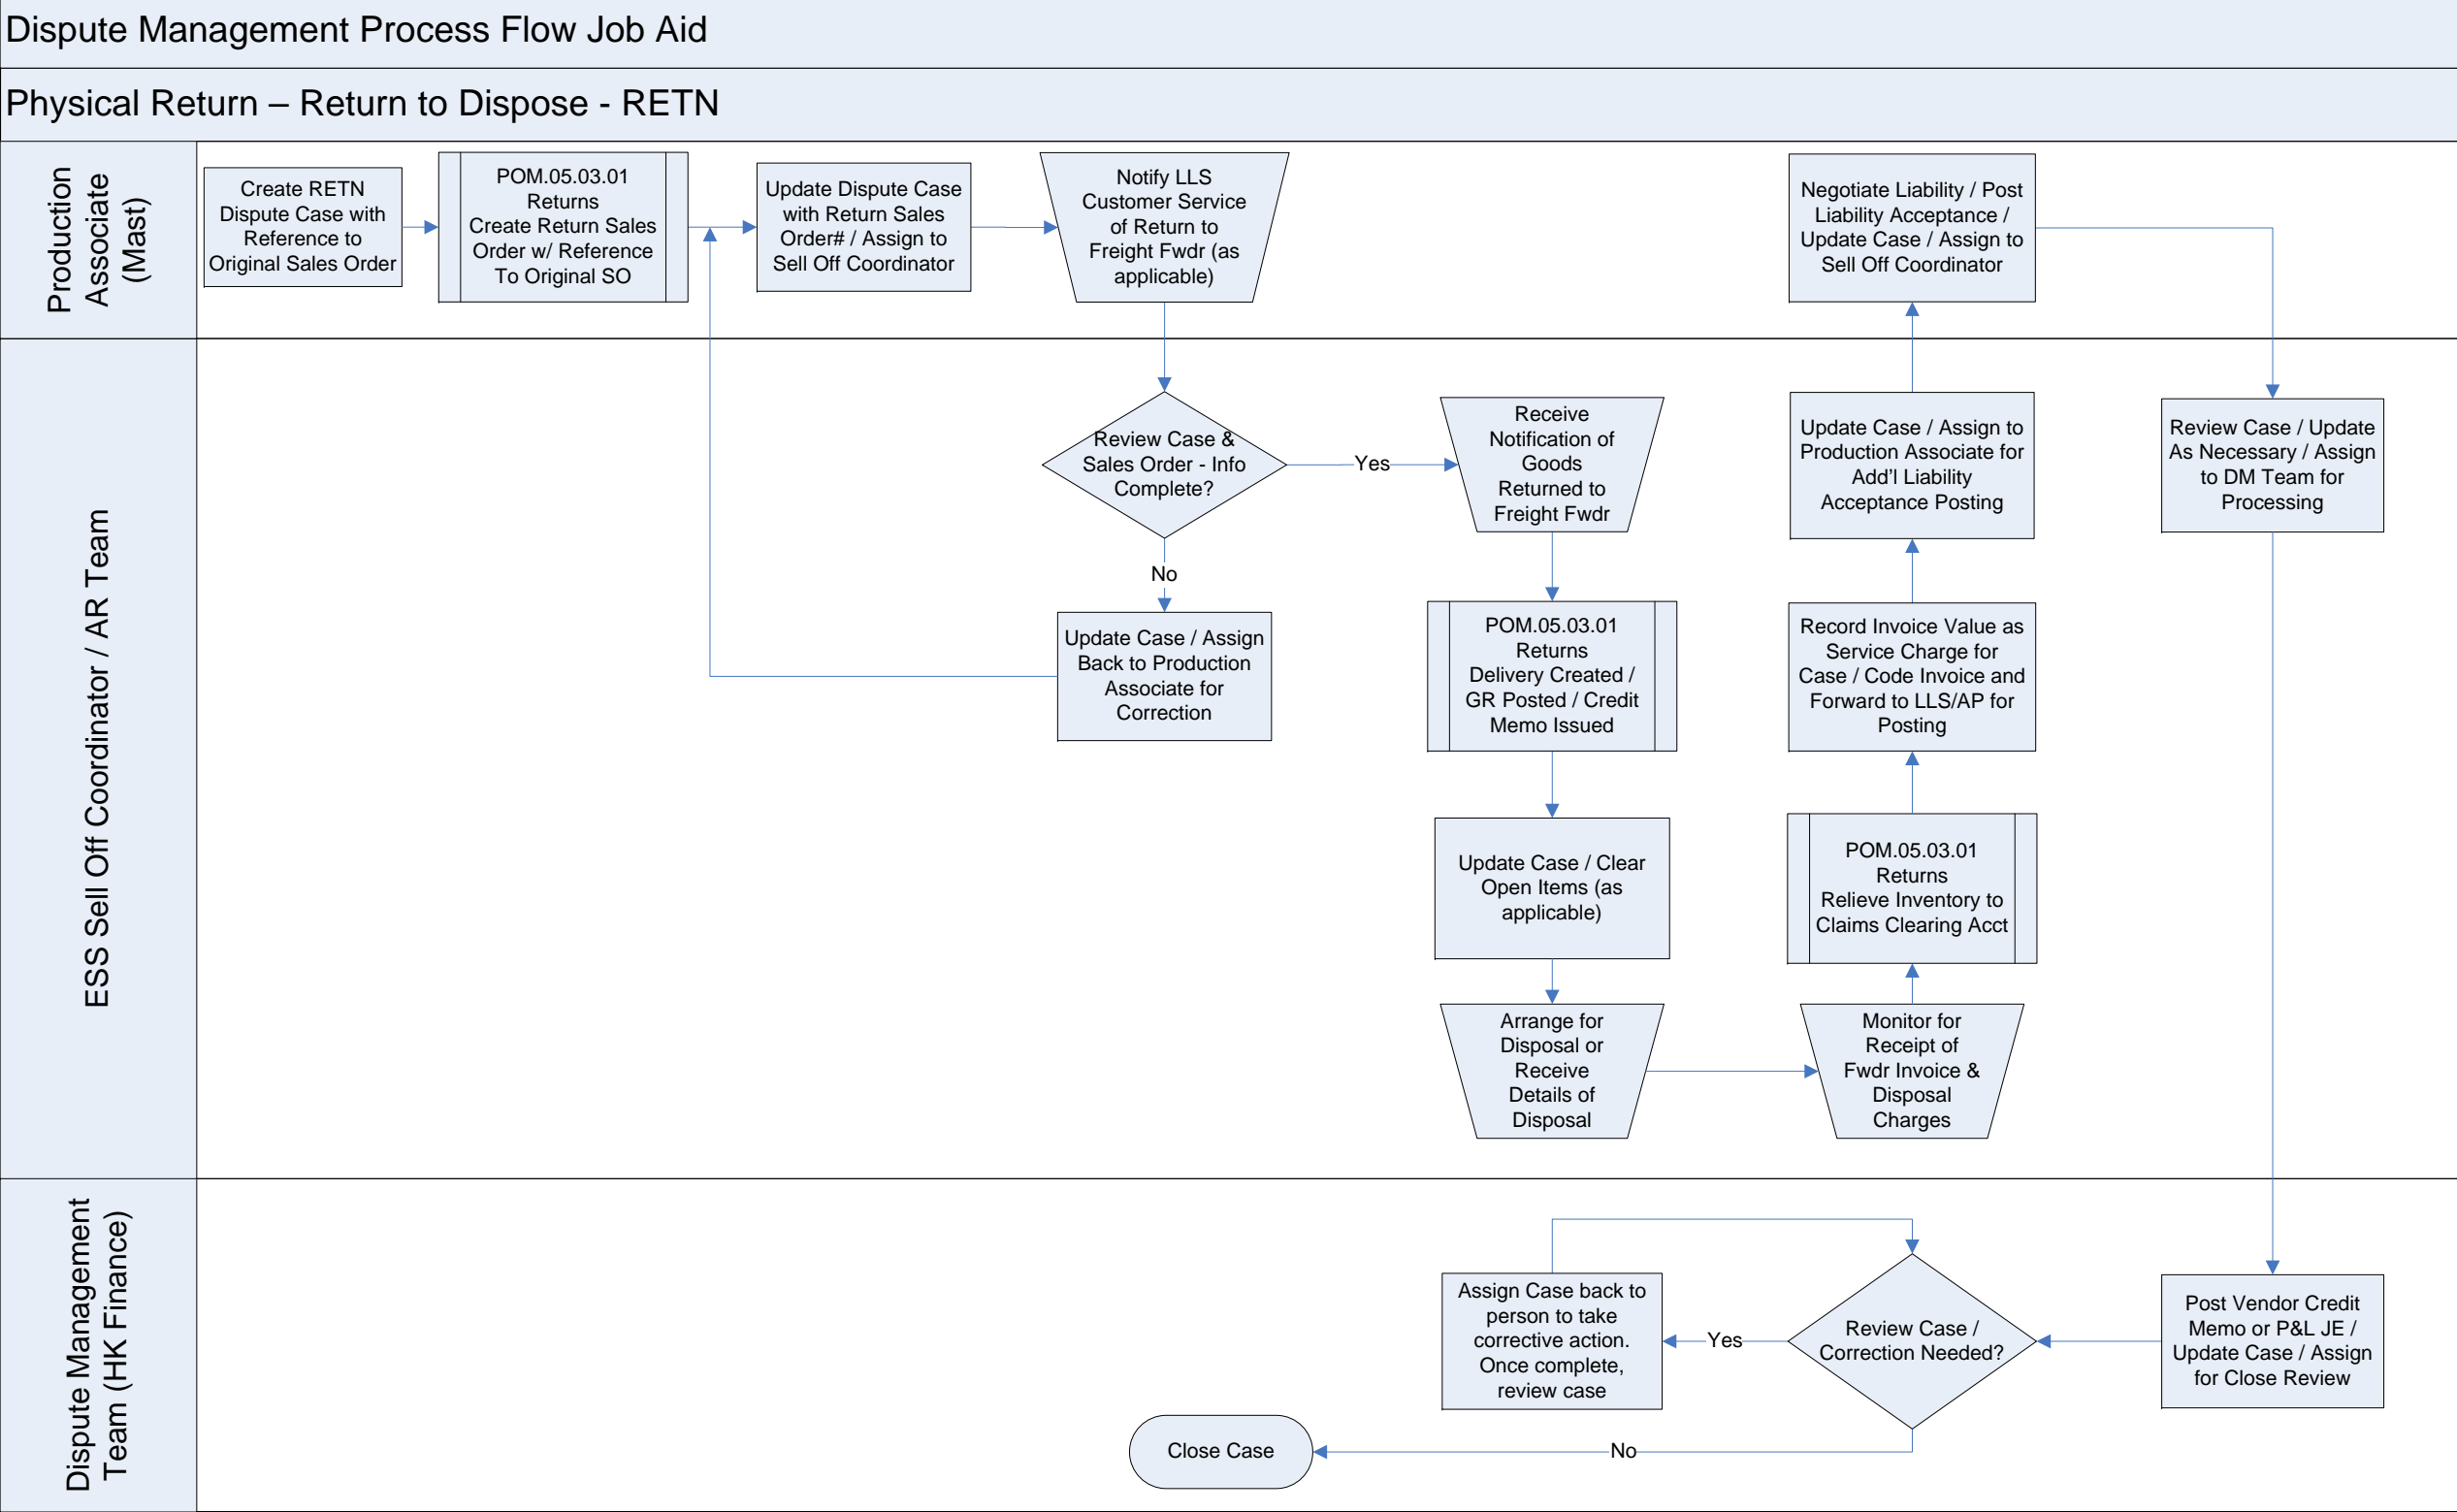 Dispute Management Process Flow Job Aid
Physical Return – Return to Dispose - RETN
Production
Associate
(Mast)
Create RETN
Dispute Case with
Reference to
Original Sales Order
POM.05.03.01
Returns
Create Return Sales
Order w/ Reference
To Original SO
Update Dispute Case
with Return Sales
Order# / Assign to
Sell Off Coordinator
Notify LLS
Customer Service
of Return to
Freight Fwdr (as
applicable)
Negotiate Liability / Post
Liability Acceptance /
Update Case / Assign to
Sell Off Coordinator
ESS Sell Off Coordinator / AR Team
Review Case &
Sales Order - Info
Complete?
Yes
No
Update Case / Assign
Back to Production
Associate for
Correction
Receive
Notification of
Goods
Returned to
Freight Fwdr
POM.05.03.01
Returns
Delivery Created /
GR Posted / Credit
Memo Issued
Update Case / Clear
Open Items (as
applicable)
Arrange for
Disposal or
Receive
Details of
Disposal
Monitor for
Receipt of
Fwdr Invoice &
Disposal
Charges
POM.05.03.01
Returns
Relieve Inventory to
Claims Clearing Acct
Record Invoice Value as
Service Charge for
Case / Code Invoice and
Forward to LLS/AP for
Posting
Update Case / Assign to
Production Associate for
Add’l Liability
Acceptance Posting
Review Case / Update
As Necessary / Assign
to DM Team for
Processing
Dispute Management
Team (HK Finance)
Post Vendor Credit
Memo or P&L JE /
Update Case / Assign
for Close Review
Review Case /
Correction Needed?
Yes
Assign Case back to
person to take
corrective action.
Once complete,
review case
No
Close Case